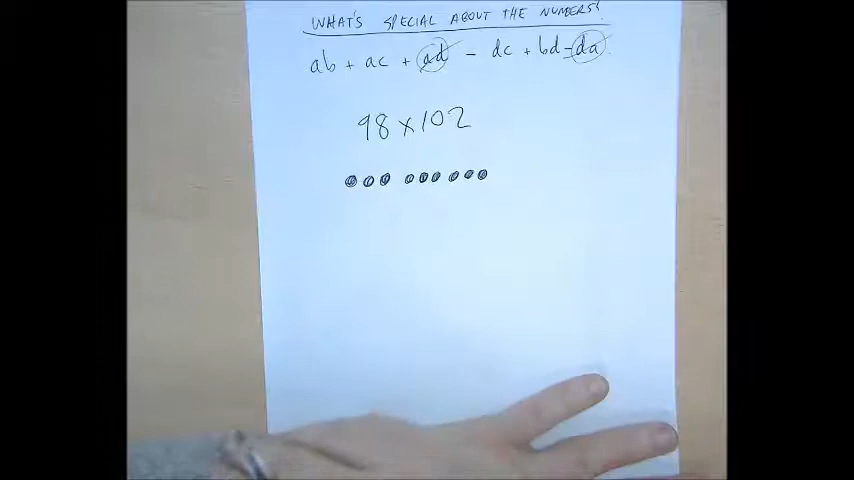 WHAT'S SPECIAL ABOUT THE NUMBERS?
ab + ac + ad - dc + bd - da
98 x 102